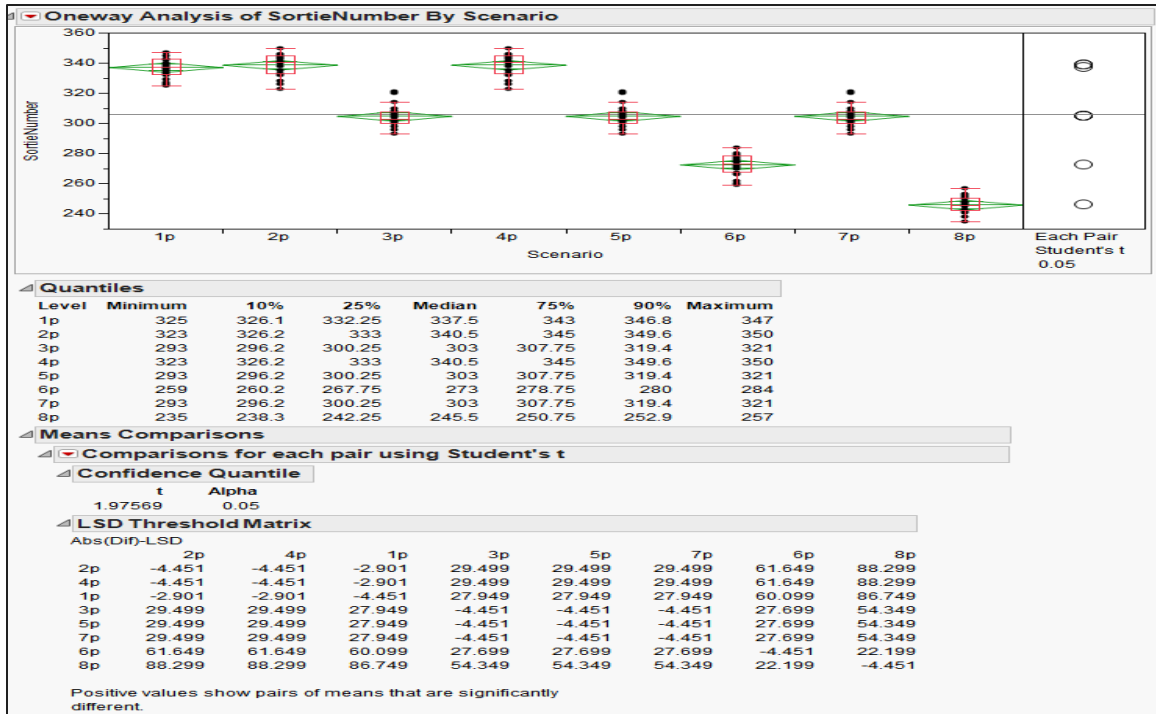 Oneway Analysis of SortieNumber By Scenario
360
340
320
300
280
260
240
SortieNumber
1p 2p 3p 4p 5p 6p 7p 8p
Scenario
Each Pair
Student's t
0.05
Quantiles
Level Minimum 10% 25% Median 75% 90% Maximum
1p 325 326.1 332.25 337.5 343 346.8 347
2p 323 326.2 333 340.5 345 349.6 350
3p 293 296.2 300.25 303 307.75 319.4 321
4p 323 326.2 333 340.5 345 349.6 350
5p 293 296.2 300.25 303 307.75 319.4 321
6p 259 260.2 267.75 273 278.75 280 284
7p 293 296.2 300.25 303 307.75 319.4 321
8p 235 238.3 242.25 245.5 250.75 252.9 257
Means Comparisons
Comparisons for each pair using Student's t
Confidence Quantile
t Alpha
1.97569 0.05
LSD Threshold Matrix
Abs(Dif)-LSD
2p 4p 1p 3p 5p 7p 6p 8p
2p -4.451 -4.451 -2.901 29.499 29.499 29.499 61.649 88.299
4p -4.451 -4.451 -2.901 29.499 29.499 29.499 61.649 88.299
1p -2.901 -2.901 -4.451 27.949 27.949 27.949 60.099 86.749
3p 29.499 29.499 27.949 -4.451 -4.451 -4.451 27.699 54.349
5p 29.499 29.499 27.949 -4.451 -4.451 -4.451 27.699 54.349
7p 29.499 29.499 27.949 -4.451 -4.451 -4.451 27.699 54.349
6p 61.649 61.649 60.099 27.699 27.699 27.699 -4.451 22.199
8p 88.299 88.299 86.749 54.349 54.349 54.349 22.199 -4.451
Positive values show pairs of means that are significantly
different.